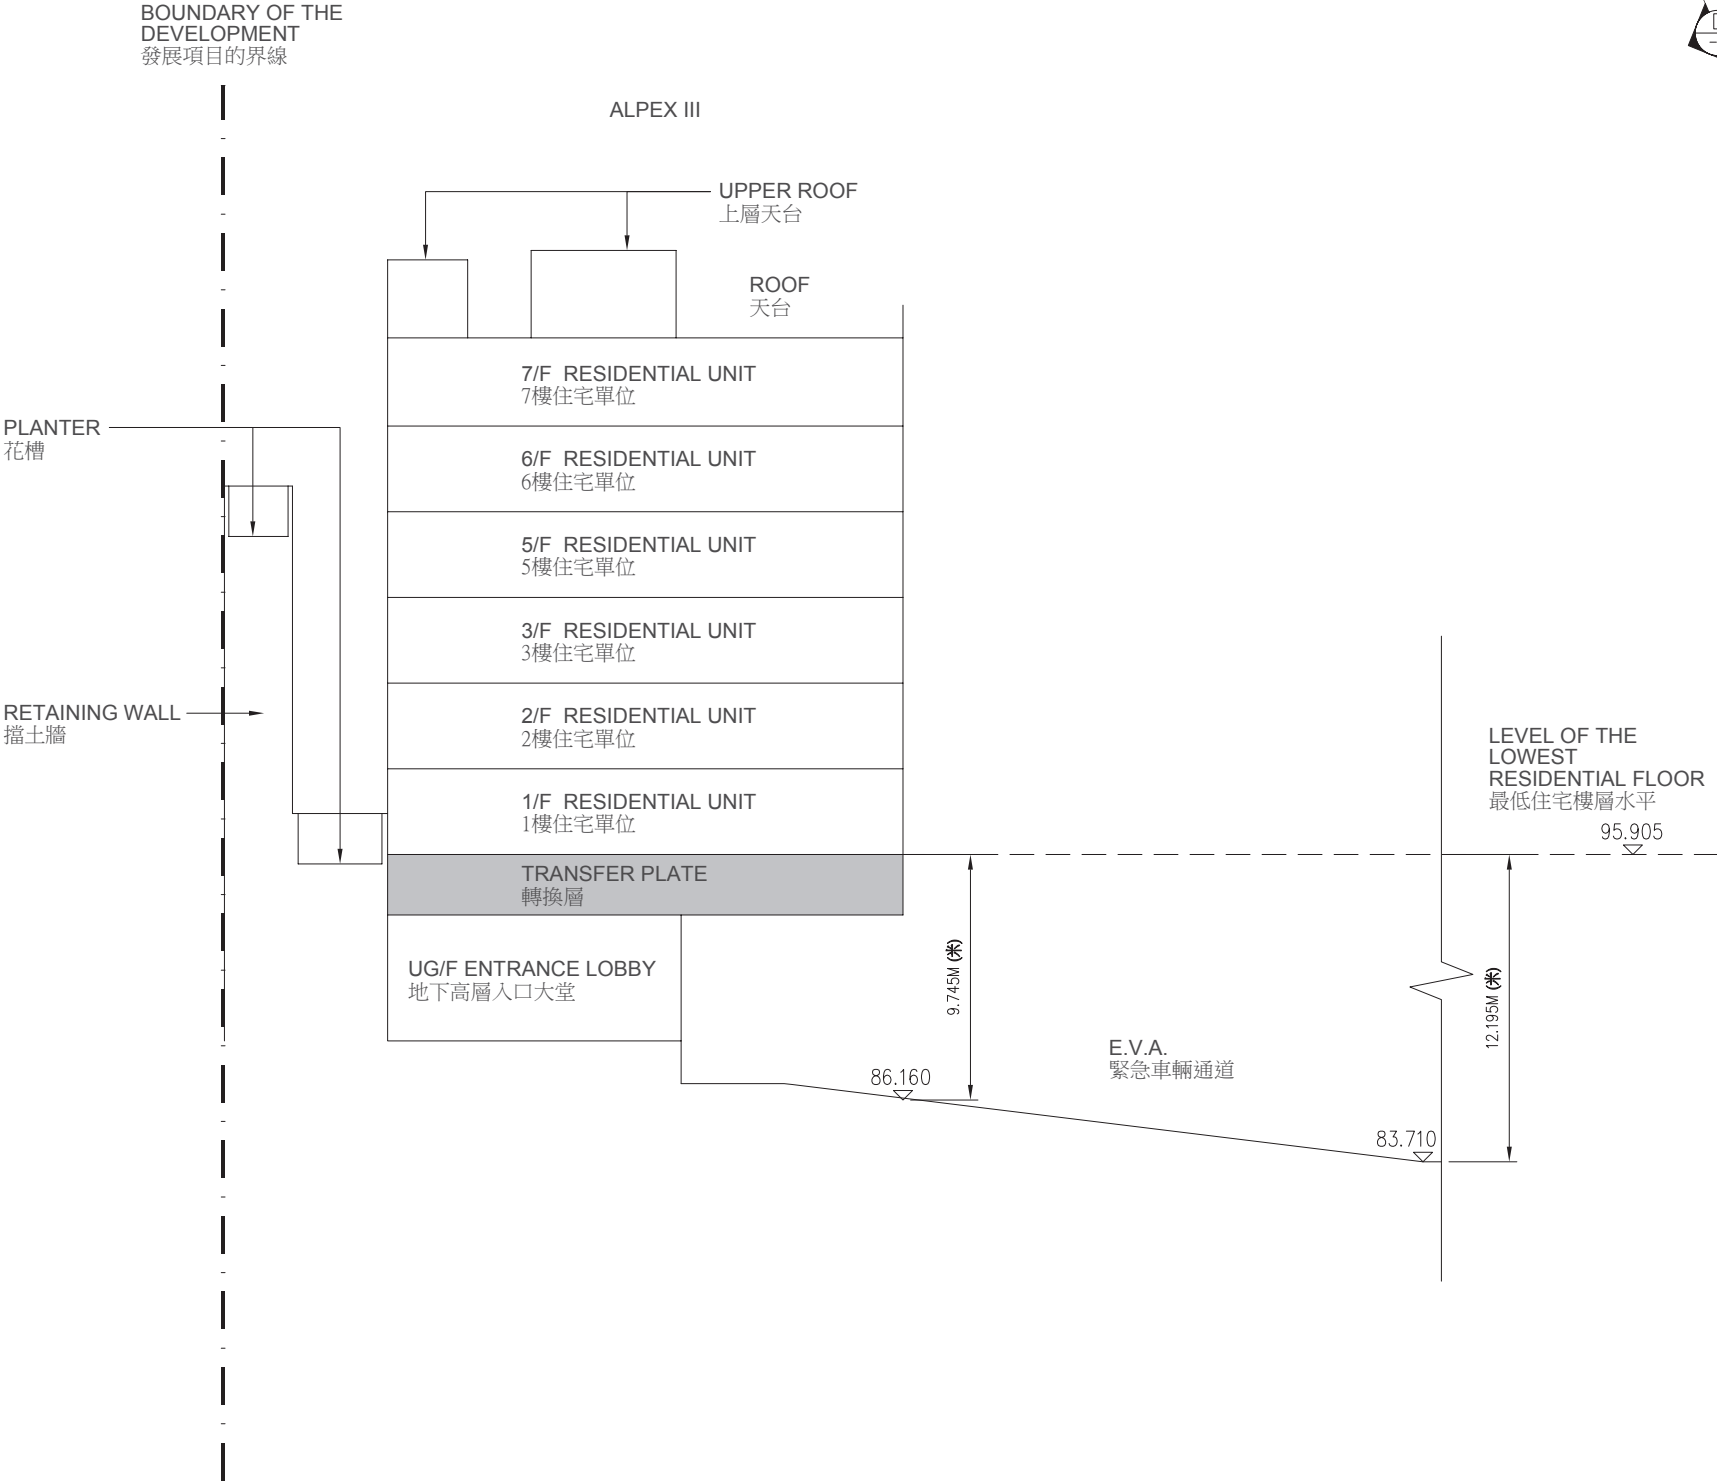 BOUNDARY OF THE
DEVELOPMENT
發展項目的界線
ALPEX III
UPPER ROOF
上層天台
ROOF
天台
7/F RESIDENTIAL UNIT
7樓住宅單位
PLANTER
花槽
6/F RESIDENTIAL UNIT
6樓住宅單位
5/F RESIDENTIAL UNIT
5樓住宅單位
3/F RESIDENTIAL UNIT
3樓住宅單位
RETAINING WALL
擋土牆
2/F RESIDENTIAL UNIT
2樓住宅單位
1/F RESIDENTIAL UNIT
1樓住宅單位
LEVEL OF THE
LOWEST
RESIDENTIAL FLOOR
最低住宅樓層水平
95.905
TRANSFER PLATE
轉換層
UG/F ENTRANCE LOBBY
地下高層入口大堂
9.745M (米)
12.195M (米)
E.V.A.
緊急車輛通道
86.160
83.710